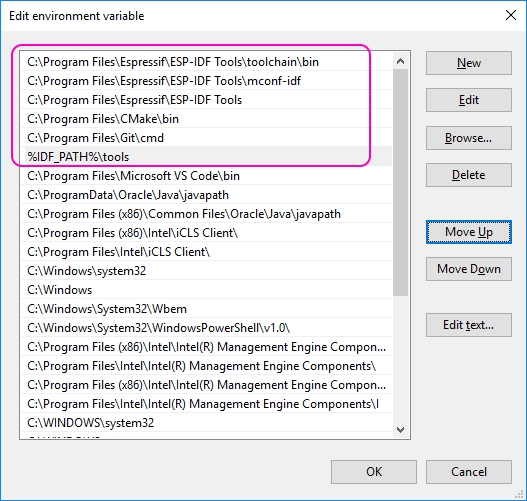 Edit environment variable
C:\Program Files\Espressif\ESP-IDF Tools\toolchain\bin
C:\Program Files\Espressif\ESP-IDF Tools\mconf-idf
C:\Program Files\Espressif\ESP-IDF Tools
C:\Program Files\CMake\bin
C:\Program Files\Git\cmd
%IDF_PATH%\tools
C:\Program Files\Microsoft VS Code\bin
C:\ProgramData\Oracle\Java\javapath
C:\Program Files (x86)\Common Files\Oracle\Java\javapath
C:\Program Files (x86)\Intel\iCLS Client\
C:\Program Files\Intel\iCLS Client\
C:\Windows\system32
C:\Windows
C:\Windows\System32\Wbem
C:\Windows\System32\WindowsPowerShell\v1.0\
C:\Program Files (x86)\Intel\Intel(R) Management Engine Compon...
C:\Program Files\Intel\Intel(R) Management Engine Components\
C:\Program Files (x86)\Intel\Intel(R) Management Engine Compon...
C:\Program Files\Intel\Intel(R) Management Engine Components\I
C:\WINDOWS\system32
New
Edit
Browse...
Delete
Move Up
Move Down
Edit text...
OK
Cancel